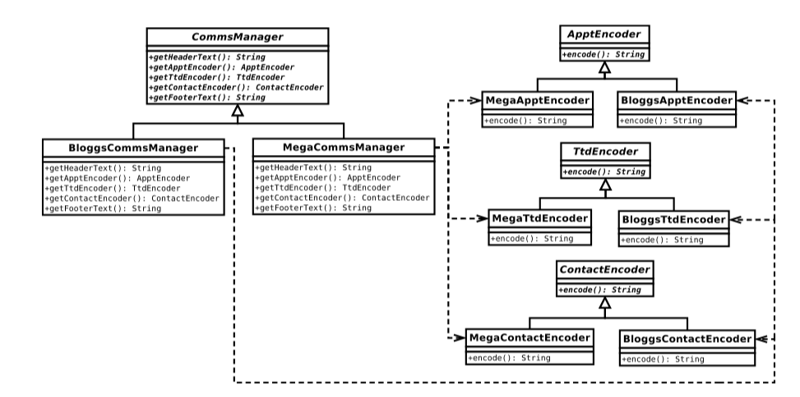 CommsManager
+getHeaderText(): String
+getApptEncoder(): ApptEncoder
+getTtdEncoder(): TtdEncoder
+getContactEncoder(): ContactEncoder
+getFooterText(): String
BloggsCommsManager
+getHeaderText(): String
+getApptEncoder(): ApptEncoder
+getTtdEncoder(): TtdEncoder
+getContactEncoder(): ContactEncoder
+getFooterText(): String
MegaCommsManager
+getHeaderText(): String
+getApptEncoder(): ApptEncoder
+getTtdEncoder(): TtdEncoder
+getContactEncoder(): ContactEncoder
+getFooterText(): String
ApptEncoder
+encode(): String
MegaApptEncoder
+encode(): String
BloggsApptEncoder
+encode(): String
TtdEncoder
+encode(): String
MegaTtdEncoder
+encode(): String
BloggsTtdEncoder
+encode(): String
ContactEncoder
+encode(): String
MegaContactEncoder
+encode(): String
BloggsContactEncoder
+encode(): String